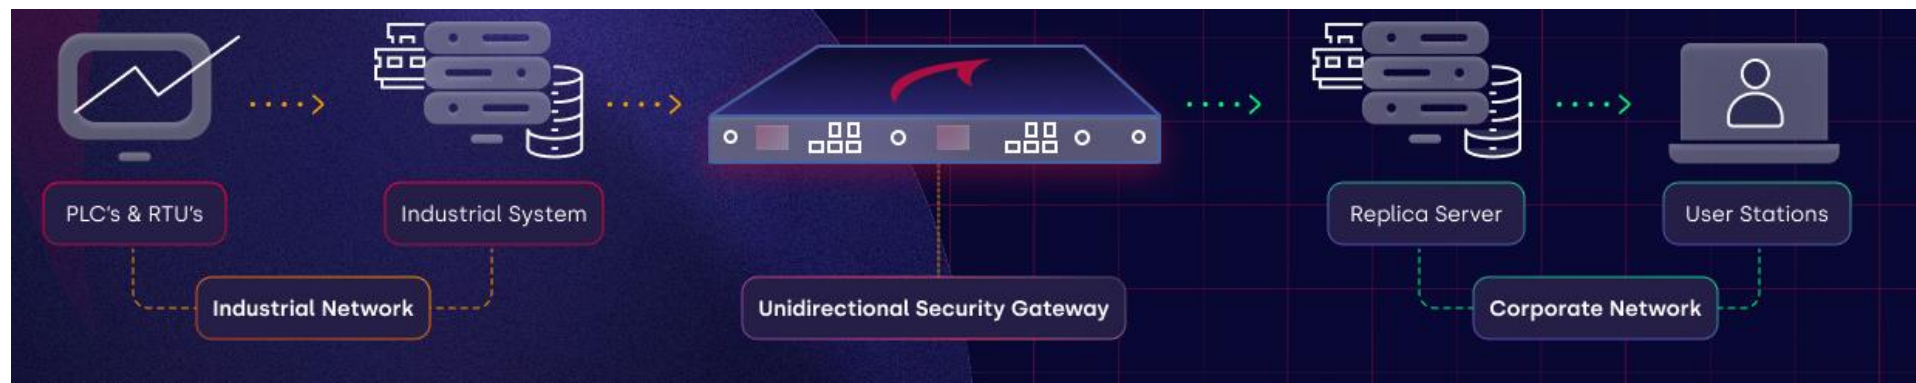 PLC's & RTU's
Industrial System
Replica Server
User Stations
Industrial Network
Unidirectional Security Gateway
Corporate Network